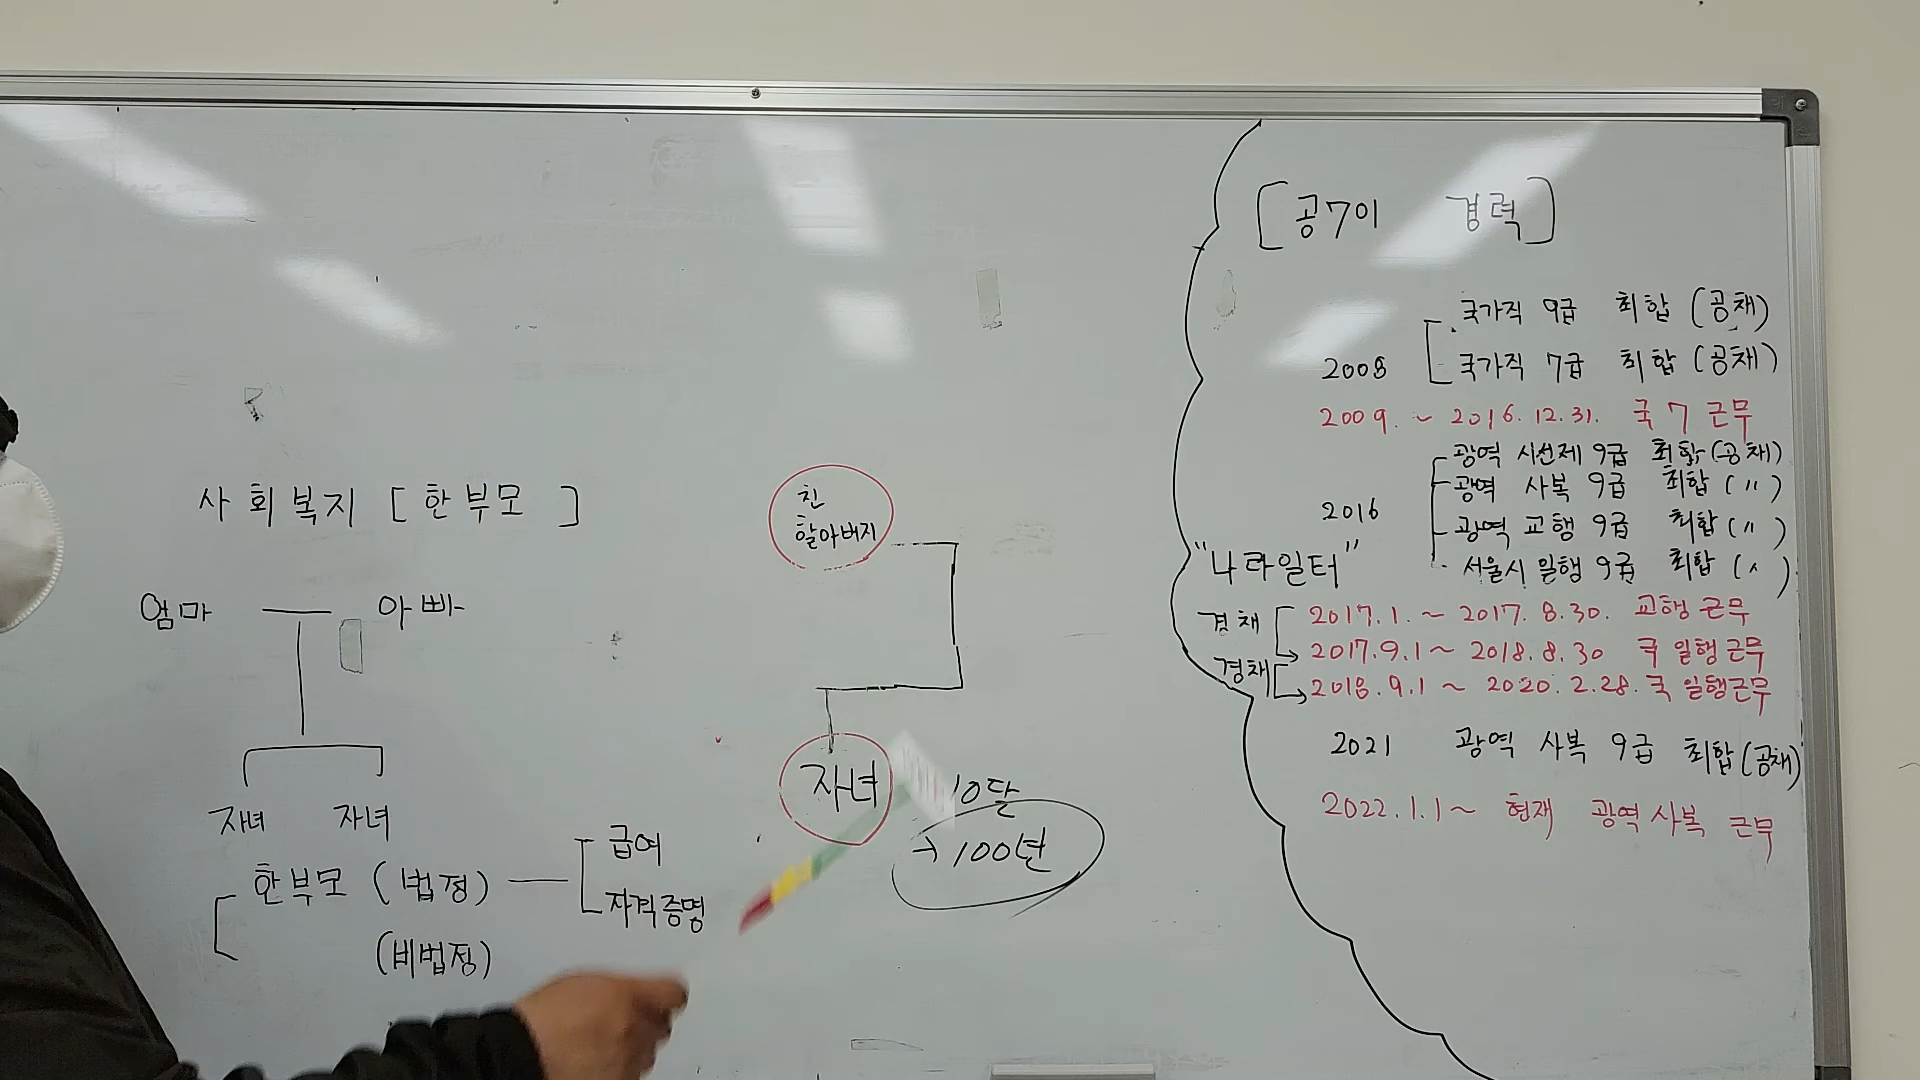 사회복지 [한부모]
엄마 아빠
자녀 자녀
한부모 (법정)
(비법정)
급여
자격증명
친
할아버지
자녀
10달
→100년
[공7이 경력]
2008
국가직 9급 최합 (공채)
국가직 7급 최합 (공채)
2009. ~ 2016.12.31. 국 7 근무
2016
광역 시선제 9급 최합 (공채)
광역 사복 9급 최합 (〃)
광역 교행 9급 최합 (〃)
서울시 일행 9급 최합 (〃)
"나라일터"
경채
2017.1. ~ 2017.8.30. 교행 근무
2017.9.1 ~ 2018.8.30 국 일행 근무
경채
2018.9.1 ~ 2020.2.28. 국 일행근무
2021 광역 사복 9급 최합 (공채)
2022.1.1 ~ 현재 광역 사복 근무